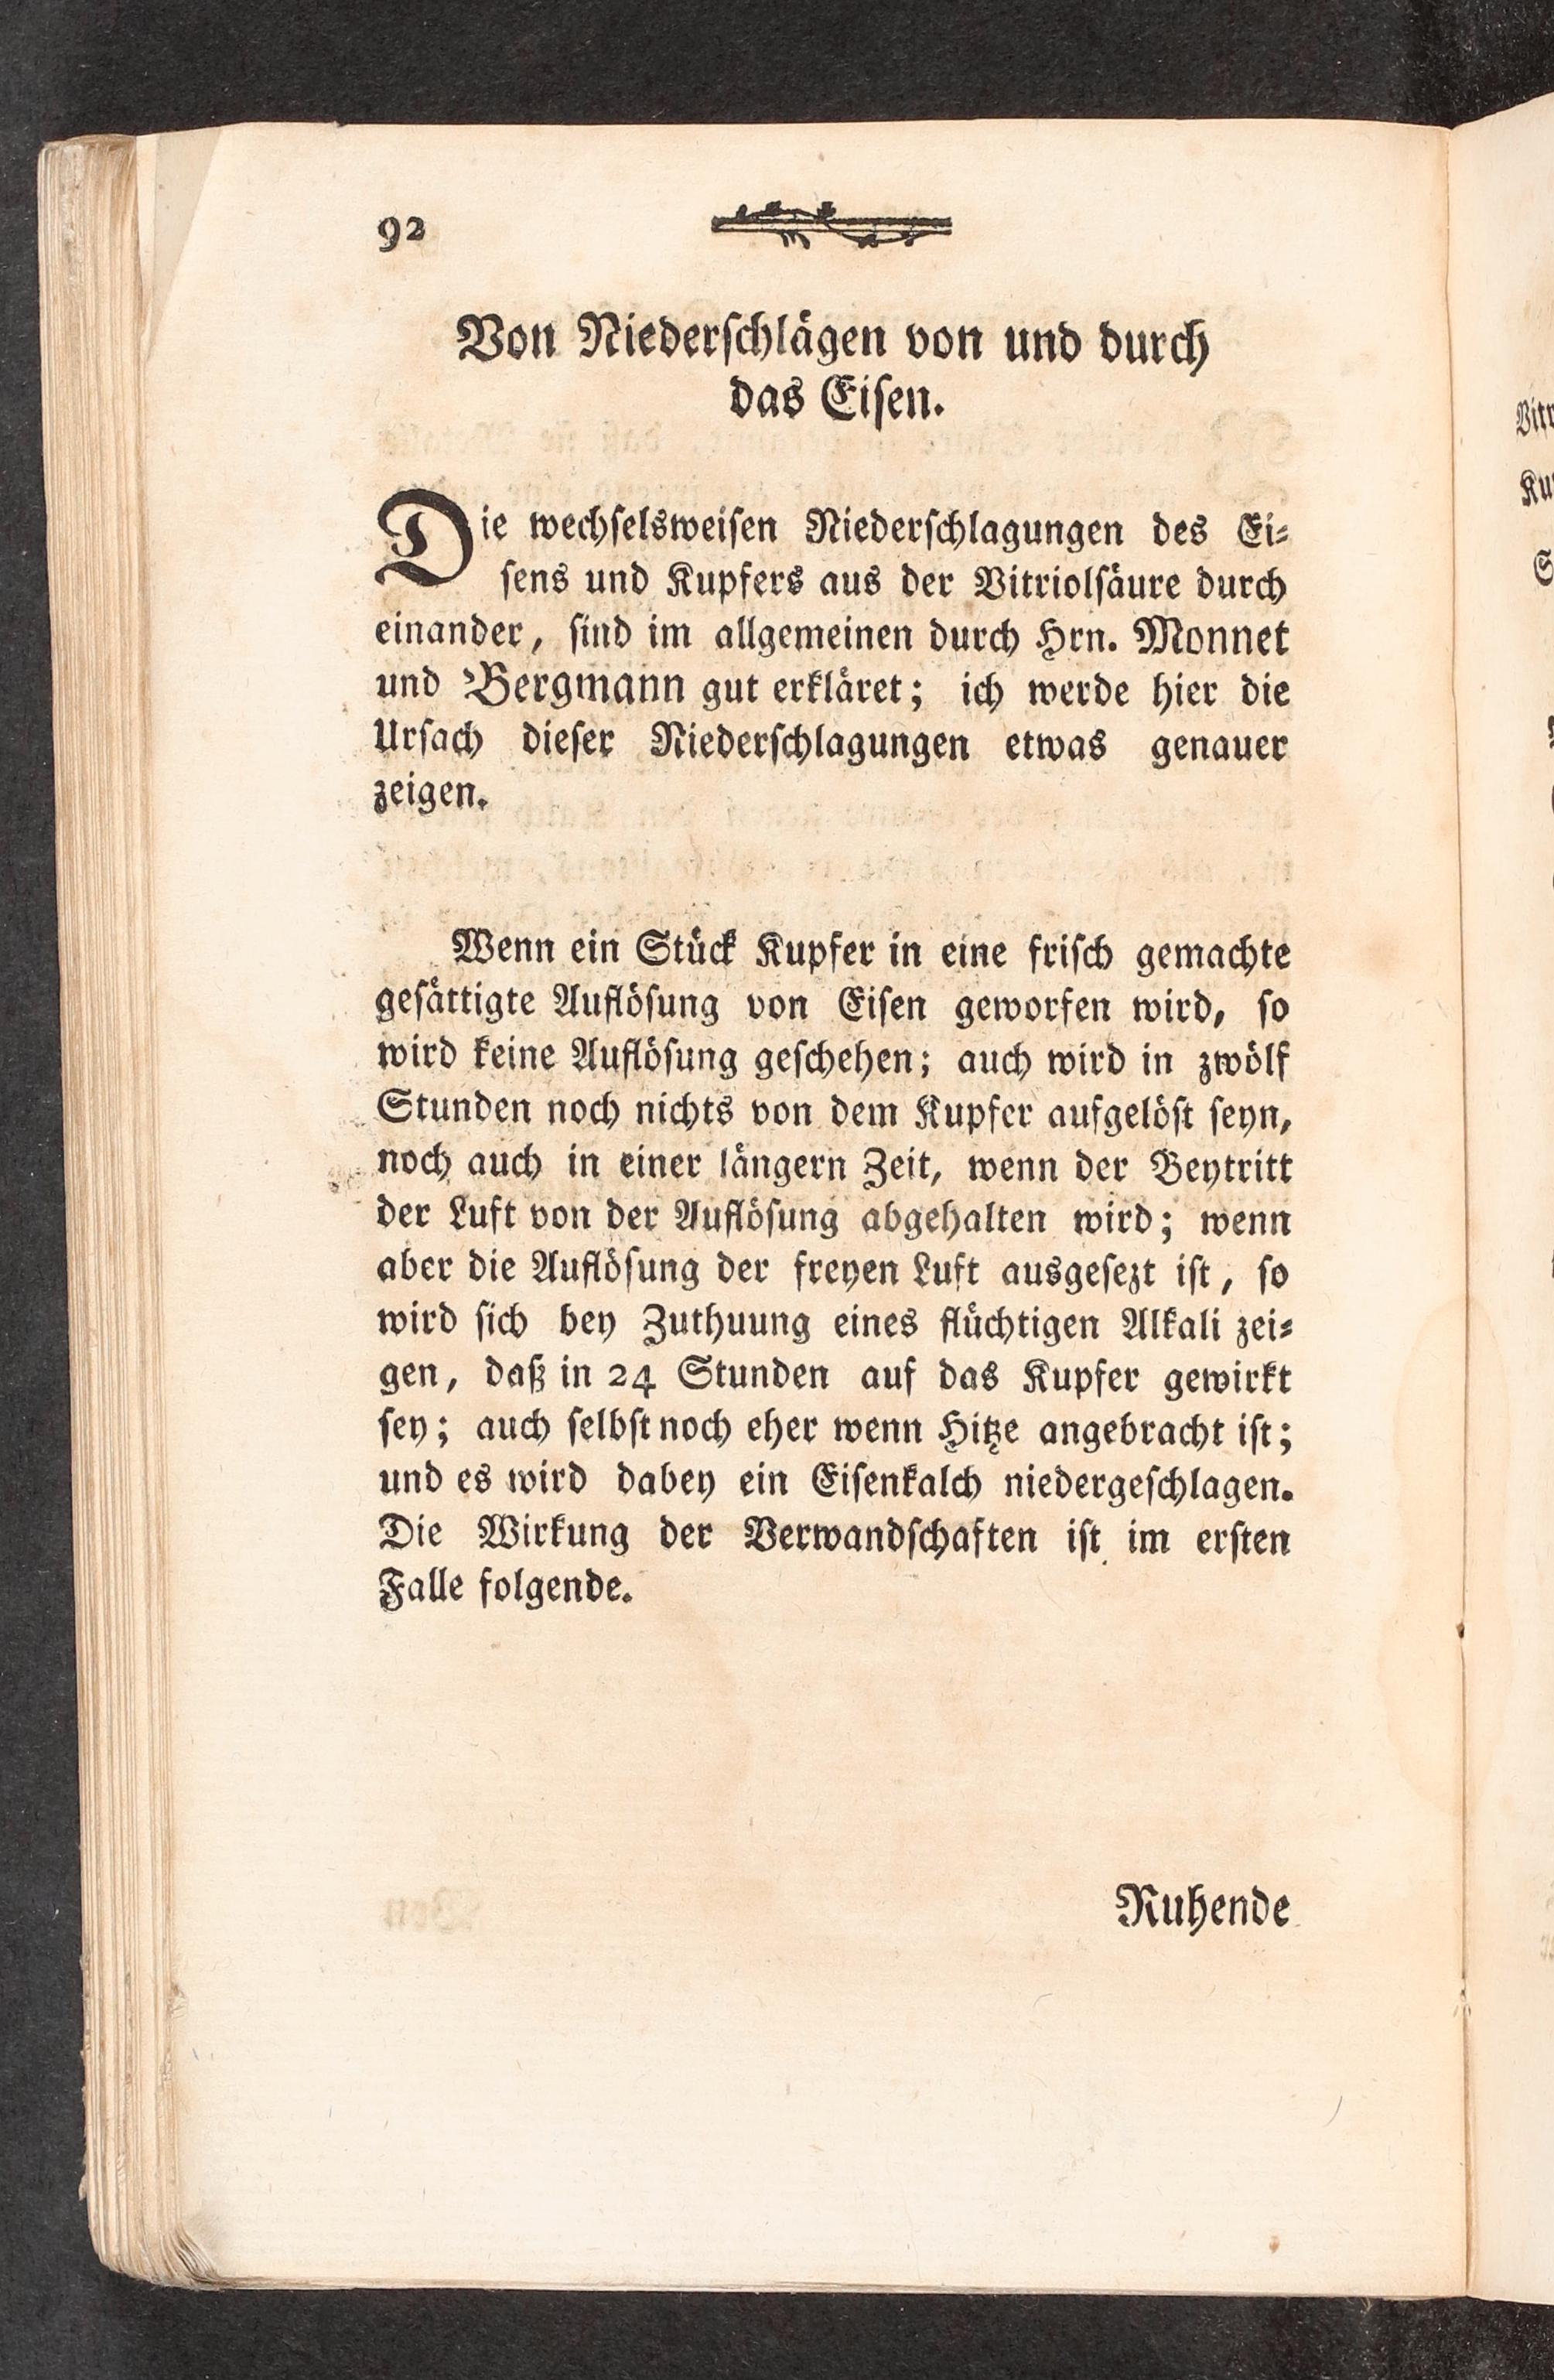 92
Von Niederschlägen von und durch
das Eisen.
Die wechselsweisen Niederschlagungen des Ei-
sens und Kupfers aus der Vitriolsäure durch
einander, sind im allgemeinen durch Hrn. Monnet
und Bergmann gut erkläret; ich werde hier die
Ursach dieser Niederschlagungen etwas genauer
zeigen.
Wenn ein Stück Kupfer in eine frisch gemachte
gesättigte Auflösung von Eisen geworfen wird, so
wird keine Auflösung geschehen; auch wird in zwölf
Stunden noch nichts von dem Kupfer aufgelöst seyn,
noch auch in einer längern Zeit, wenn der Beytritt
der Luft von der Auflösung abgehalten wird; wenn
aber die Auflösung der freyen Luft ausgesezt ist, so
wird sich bey Zuthuung eines flüchtigen Alkali zei-
gen, daß in 24 Stunden auf das Kupfer gewirkt
sey; auch selbst noch eher wenn Hitze angebracht ist;
und es wird dabey ein Eisenkalch niedergeschlagen.
Die Wirkung der Verwandschaften ist im ersten
Falle folgende.
Ruhende